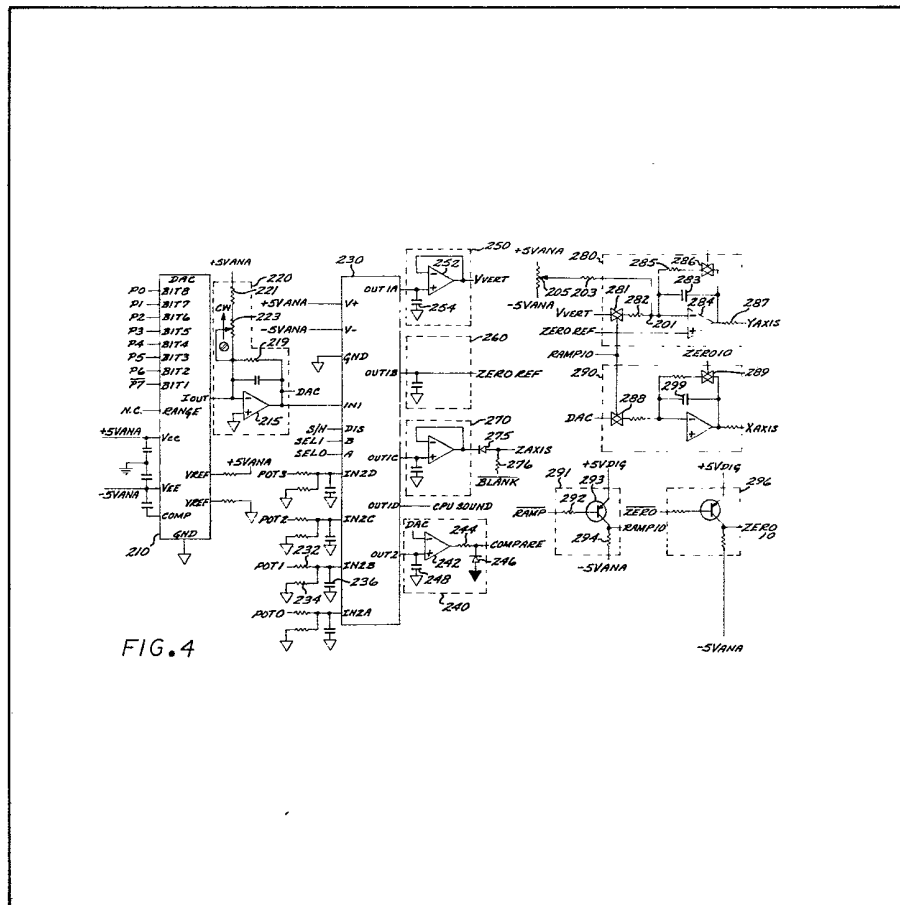 DAC
P0 BIT8
P1 BIT7
P2 BIT6
P3 BIT5
P4 BIT4
P5 BIT3
P6 BIT2
P̅7̅ BIT1
IOUT
N.C. RANGE
+5VANA VCC
-5VANA VEE
VREF +5VANA
VREF
COMP
GND
210
+5VANA
220
221
CW
223
219
DAC
215
230
+5VANA V+
-5VANA V-
GND
IN1
S/H DIS
SEL1 B
SEL0 A
POT3 IN2D
POT2 IN2C
POT1 232 IN2B
234 236
POT0 IN2A
OUT1A
OUT1B
OUT1C
OUT1D
OUT2
250
252
VVERT
254
260
ZERO REF
270
275
ZAXIS
276
B̅L̅A̅N̅K̅
CPU SOUND
DAC 244
COMPARE
242
246
248
240
+5VANA
-5VANA 205
203
280
285
286
283
281
VVERT 282
201
284
287
YAXIS
ZERO REF
RAMP10
ZERO10
290
289
299
DAC 288
XAXIS
+5VDIG
291
293
R̅A̅M̅P̅ 292
RAMP10
294
-5VANA
+5VDIG
296
Z̅E̅R̅O̅
ZERO
10
-5VANA
FIG.4